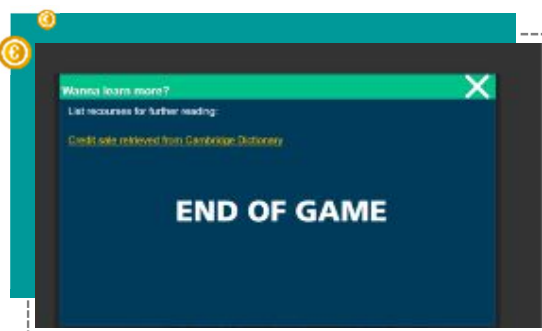 Wanna learn more?
List recourses for further reading:
Credit sale retrieved from Cambridge Dictionary
END OF GAME